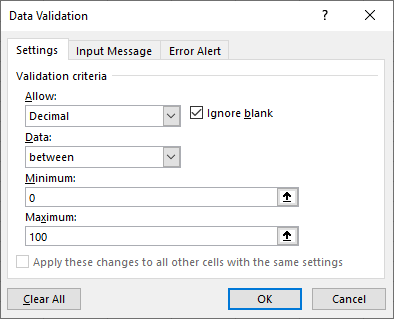 Data Validation ? ×
Settings Input Message Error Alert
Validation criteria
Allow:
Decimal Ignore blank
Data:
between
Minimum:
0
Maximum:
100
Apply these changes to all other cells with the same settings
Clear All OK Cancel